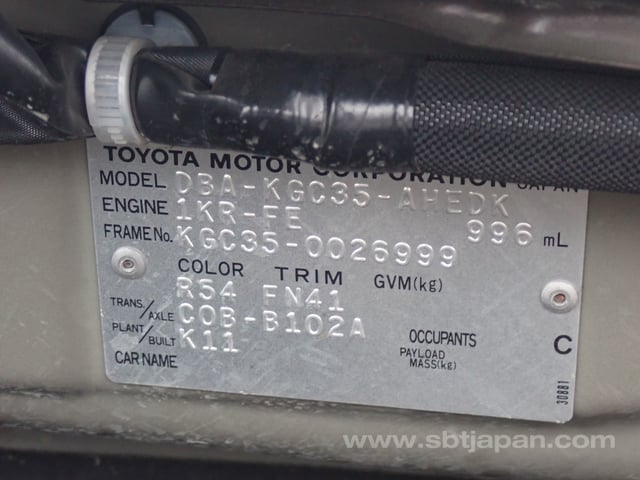 TOYOTA MOTOR CORPORATION JAPAN
MODEL DBA-KGC35-AHEDK
ENGINE 1KR-FE 996 mL
FRAME No. KGC35-0026999
COLOR TRIM GVM(kg)
R54 FN41
TRANS./AXLE C0B-B102A
PLANT/BUILT K11
OCCUPANTS
CAR NAME
PAYLOAD MASS(kg)
C
30881
www.sbtjapan.com